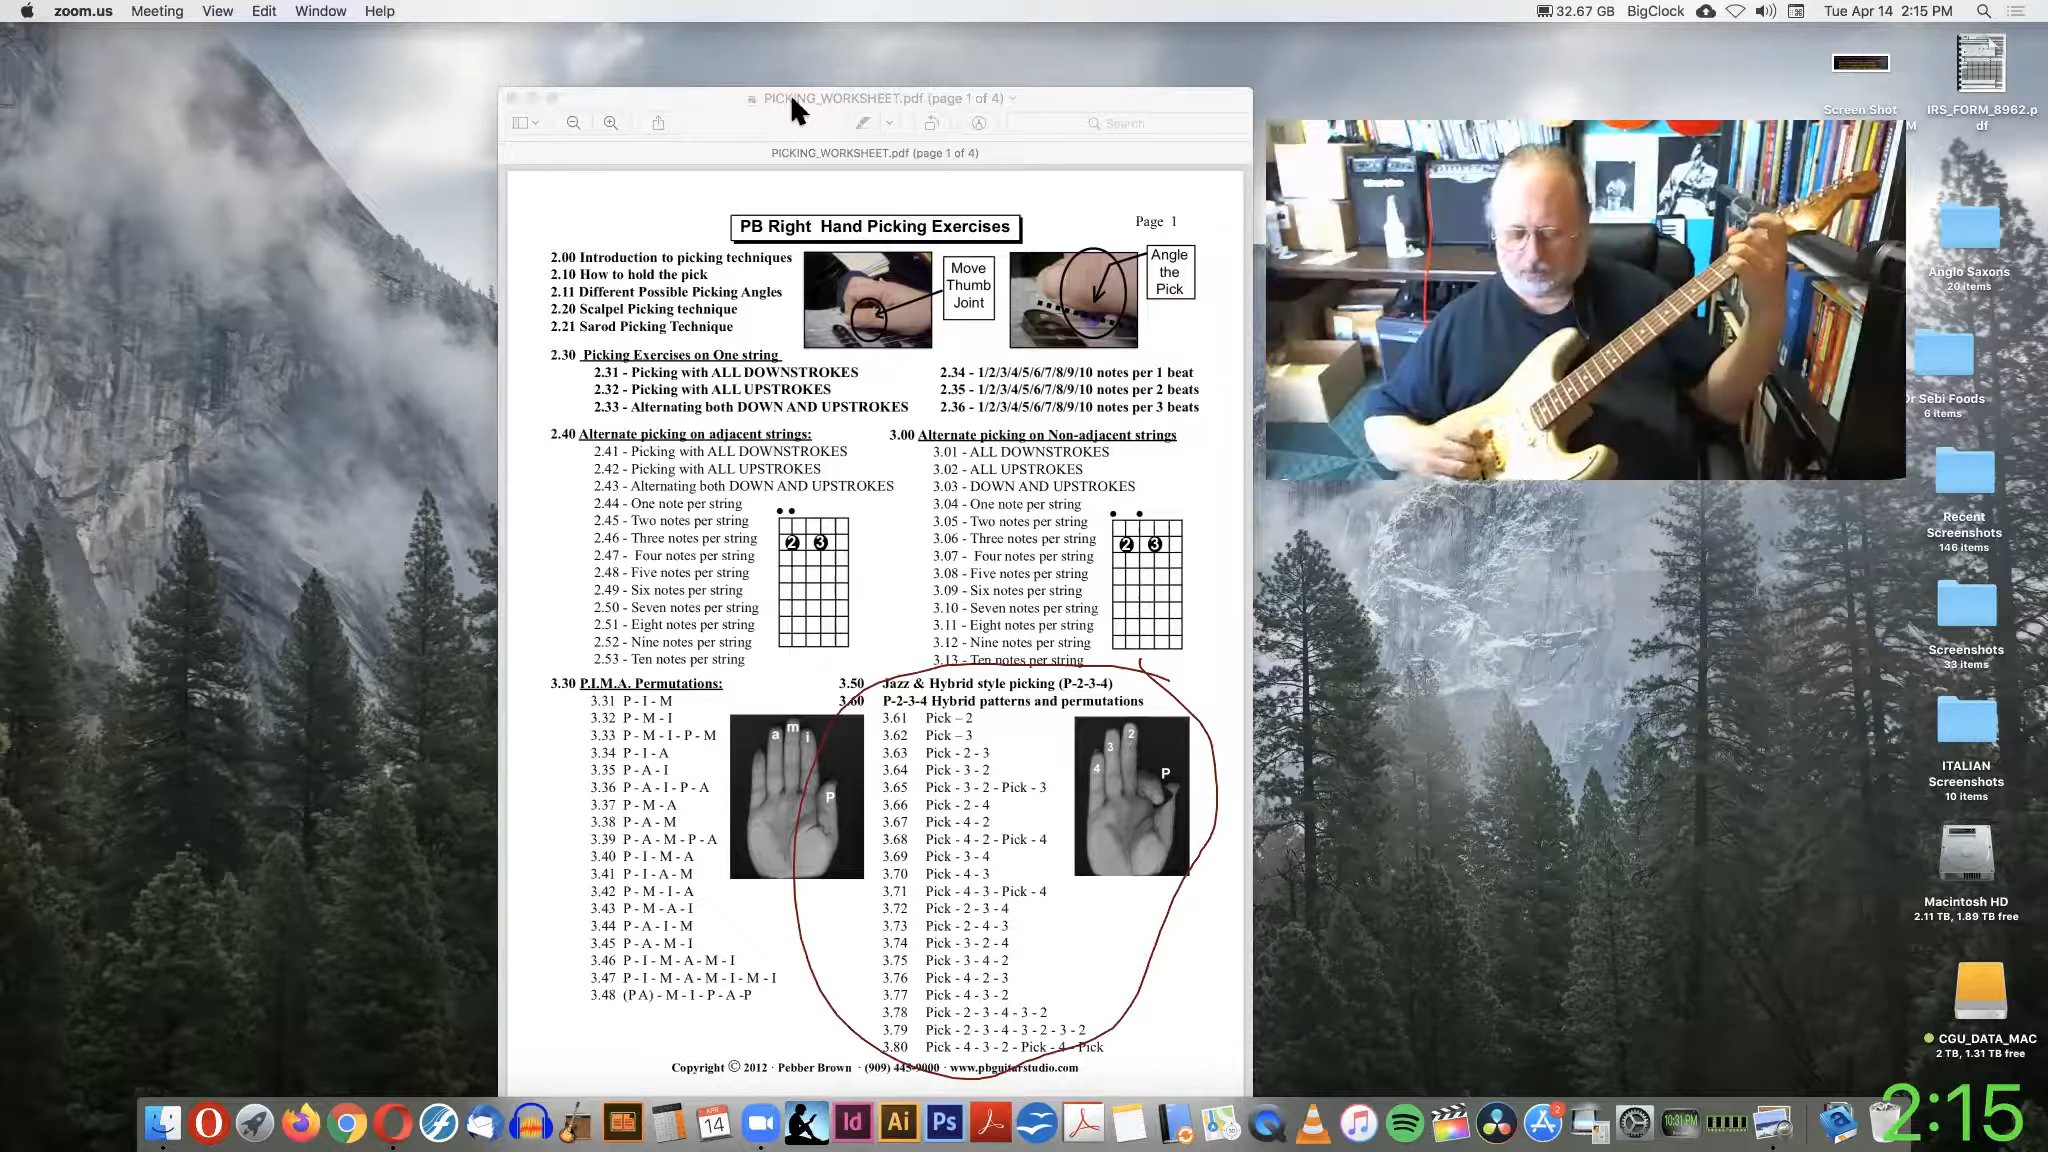 zoom.us Meeting View Edit Window Help 32.67 GB BigClock Tue Apr 14 2:15 PM
PICKING_WORKSHEET.pdf (page 1 of 4)
Search
PICKING_WORKSHEET.pdf (page 1 of 4)
PB Right Hand Picking Exercises
Page 1
2.00 Introduction to picking techniques
2.10 How to hold the pick
2.11 Different Possible Picking Angles
2.20 Scalpel Picking technique
2.21 Sarod Picking Technique
Move
Thumb
Joint
Angle
the
Pick
2.30 Picking Exercises on One string
2.31 - Picking with ALL DOWNSTROKES
2.32 - Picking with ALL UPSTROKES
2.33 - Alternating both DOWN AND UPSTROKES
2.34 - 1/2/3/4/5/6/7/8/9/10 notes per 1 beat
2.35 - 1/2/3/4/5/6/7/8/9/10 notes per 2 beats
2.36 - 1/2/3/4/5/6/7/8/9/10 notes per 3 beats
2.40 Alternate picking on adjacent strings:
2.41 - Picking with ALL DOWNSTROKES
2.42 - Picking with ALL UPSTROKES
2.43 - Alternating both DOWN AND UPSTROKES
2.44 - One note per string
2.45 - Two notes per string
2.46 - Three notes per string
2.47 - Four notes per string
2.48 - Five notes per string
2.49 - Six notes per string
2.50 - Seven notes per string
2.51 - Eight notes per string
2.52 - Nine notes per string
2.53 - Ten notes per string
2 3
3.00 Alternate picking on Non-adjacent strings
3.01 - ALL DOWNSTROKES
3.02 - ALL UPSTROKES
3.03 - DOWN AND UPSTROKES
3.04 - One note per string
3.05 - Two notes per string
3.06 - Three notes per string
3.07 - Four notes per string
3.08 - Five notes per string
3.09 - Six notes per string
3.10 - Seven notes per string
3.11 - Eight notes per string
3.12 - Nine notes per string
3.13 - Ten notes per string
2 3
3.30 P.I.M.A. Permutations:
3.31 P - I - M
3.32 P - M - I
3.33 P - M - I - P - M
3.34 P - I - A
3.35 P - A - I
3.36 P - A - I - P - A
3.37 P - M - A
3.38 P - A - M
3.39 P - A - M - P - A
3.40 P - I - M - A
3.41 P - I - A - M
3.42 P - M - I - A
3.43 P - M - A - I
3.44 P - A - I - M
3.45 P - A - M - I
3.46 P - I - M - A - M - I
3.47 P - I - M - A - M - I - M - I
3.48 (P A) - M - I - P - A -P
a m i
P
3.50 Jazz & Hybrid style picking (P-2-3-4)
3.60 P-2-3-4 Hybrid patterns and permutations
3.61 Pick – 2
3.62 Pick – 3
3.63 Pick - 2 - 3
3.64 Pick - 3 - 2
3.65 Pick - 3 - 2 - Pick - 3
3.66 Pick - 2 - 4
3.67 Pick - 4 - 2
3.68 Pick - 4 - 2 - Pick - 4
3.69 Pick - 3 - 4
3.70 Pick - 4 - 3
3.71 Pick - 4 - 3 - Pick - 4
3.72 Pick - 2 - 3 - 4
3.73 Pick - 2 - 4 - 3
3.74 Pick - 3 - 2 - 4
3.75 Pick - 3 - 4 - 2
3.76 Pick - 4 - 2 - 3
3.77 Pick - 4 - 3 - 2
3.78 Pick - 2 - 3 - 4 - 3 - 2
3.79 Pick - 2 - 3 - 4 - 3 - 2 - 3 - 2
3.80 Pick - 4 - 3 - 2 - Pick - 4 - Pick
2
3
4
P
Copyright © 2012 · Pebber Brown · (909) 445-9000 · www.pbguitarstudio.com
Screen Shot
M
IRS_FORM_8962.p
df
Anglo Saxons
20 items
Dr Sebi Foods
6 items
Recent
Screenshots
146 items
Screenshots
33 items
ITALIAN
Screenshots
10 items
Macintosh HD
2.11 TB, 1.89 TB free
CGU_DATA_MAC
2 TB, 1.31 TB free
APR
14
Id
Ai
Ps
2
10:31 PM
2:15